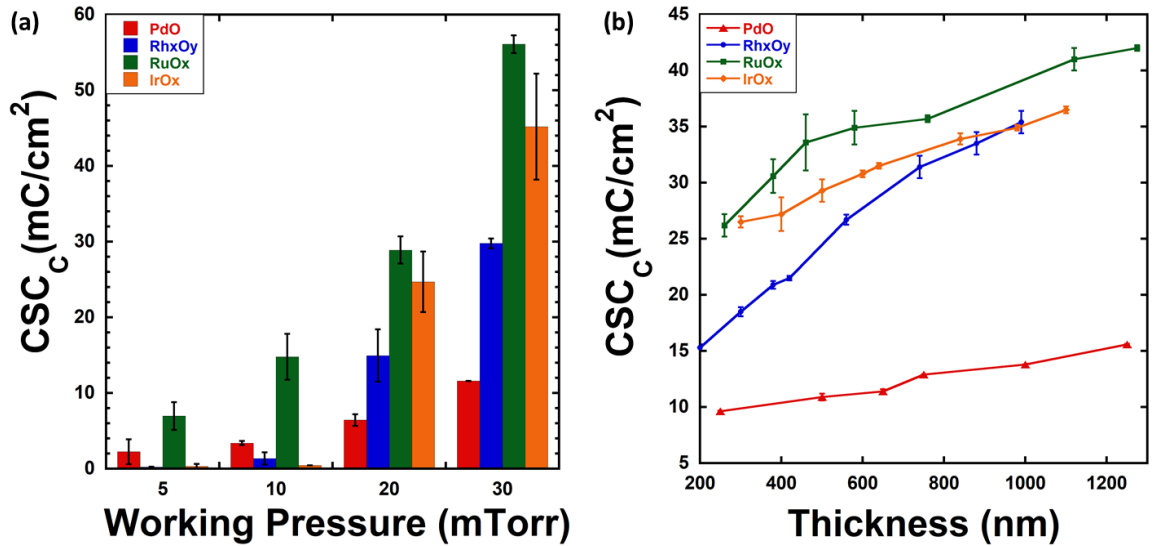 (a)
PdO
RhxOy
RuOx
IrOx
CSC_C (mC/cm²)
60
50
40
30
20
10
0
5 10 20 30
Working Pressure (mTorr)
(b)
PdO
RhxOy
RuOx
IrOx
CSC_C (mC/cm²)
45
40
35
30
25
20
15
10
5
200 400 600 800 1000 1200
Thickness (nm)